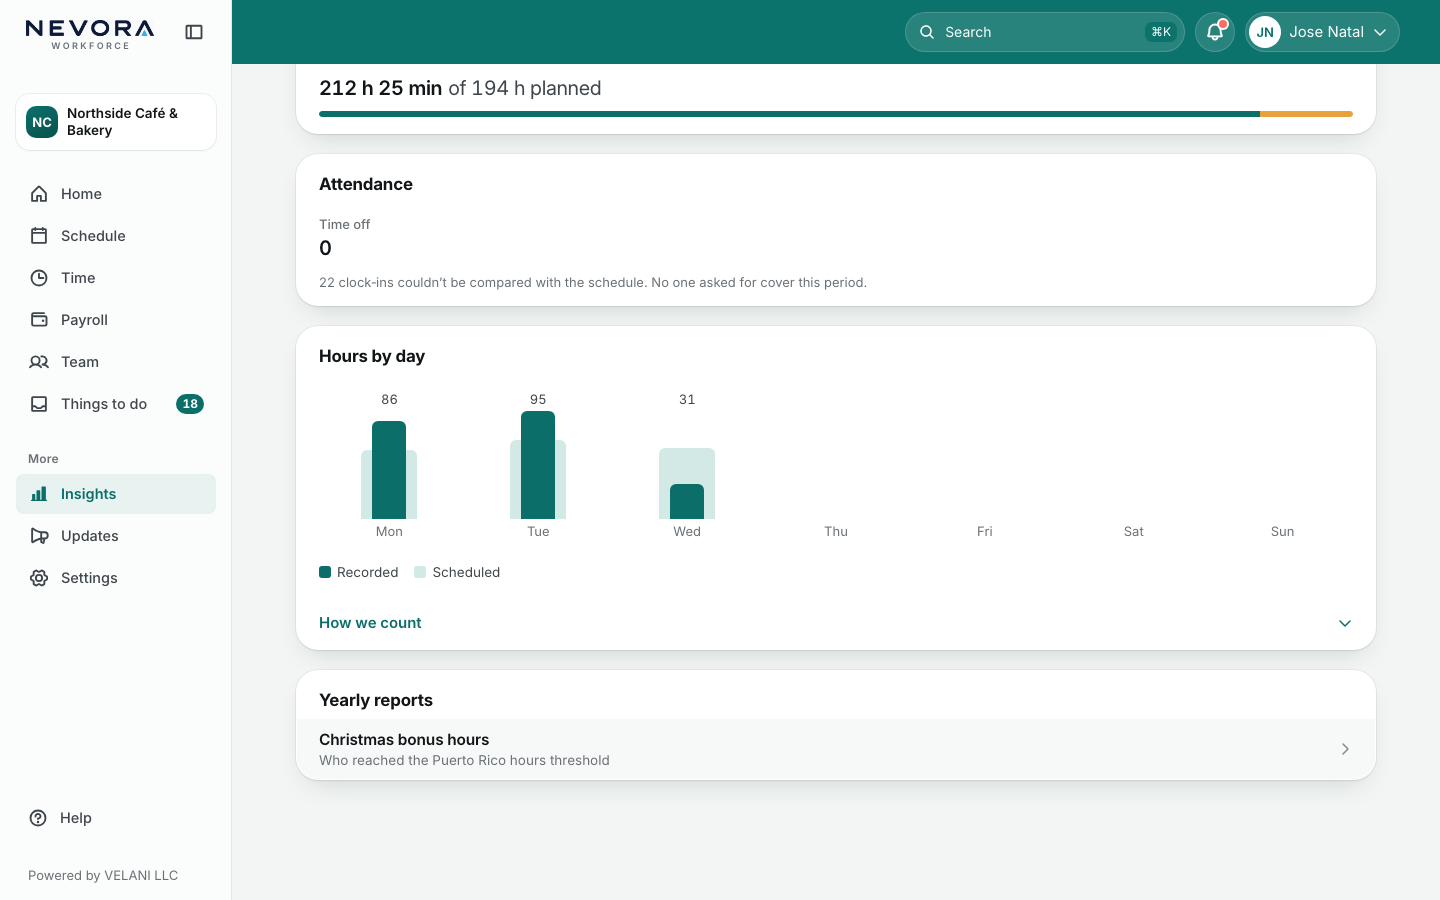 NEVORA
WORKFORCE
Search
⌘K
JN
Jose Natal
NC
Northside Café &
Bakery
Home
Schedule
Time
Payroll
Team
Things to do
18
More
Insights
Updates
Settings
Help
Powered by VELANI LLC
212 h 25 min of 194 h planned
Attendance
Time off
0
22 clock-ins couldn't be compared with the schedule. No one asked for cover this period.
Hours by day
86 95 31
Mon Tue Wed Thu Fri Sat Sun
Recorded Scheduled
How we count
Yearly reports
Christmas bonus hours
Who reached the Puerto Rico hours threshold